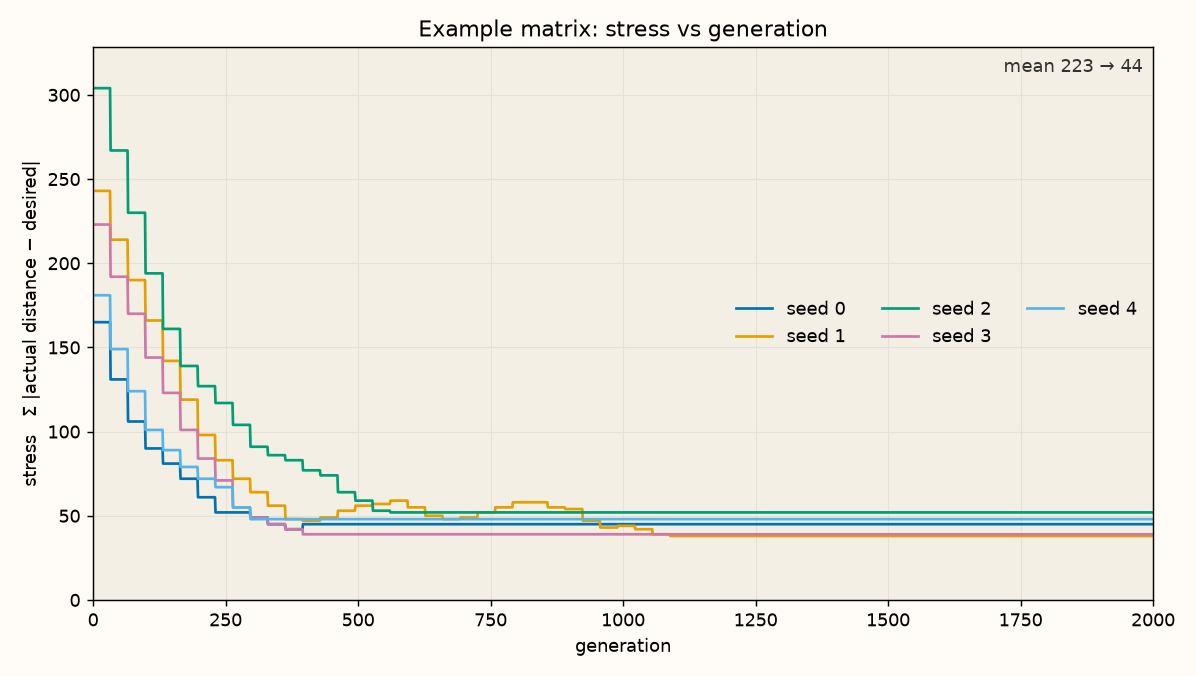 Example matrix: stress vs generation
mean 223 → 44
stress Σ |actual distance − desired|
300
250
200
150
100
50
0
seed 0
seed 1
seed 2
seed 3
seed 4
0 250 500 750 1000 1250 1500 1750 2000
generation